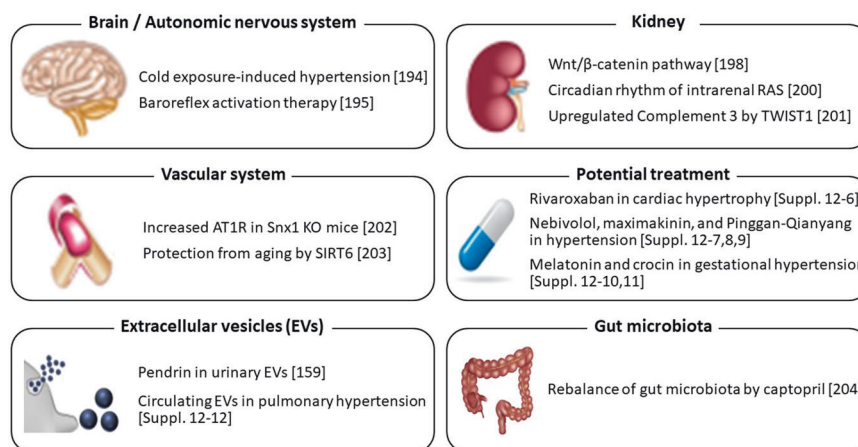 Brain / Autonomic nervous system
Cold exposure-induced hypertension [194]
Baroreflex activation therapy [195]
Kidney
Wnt/β-catenin pathway [198]
Circadian rhythm of intrarenal RAS [200]
Upregulated Complement 3 by TWIST1 [201]
Vascular system
Increased AT1R in Snx1 KO mice [202]
Protection from aging by SIRT6 [203]
Potential treatment
Rivaroxaban in cardiac hypertrophy [Suppl. 12-6]
Nebivolol, maximakinin, and Pinggan-Qianyang
in hypertension [Suppl. 12-7,8,9]
Melatonin and crocin in gestational hypertension
[Suppl. 12-10,11]
Extracellular vesicles (EVs)
Pendrin in urinary EVs [159]
Circulating EVs in pulmonary hypertension
[Suppl. 12-12]
Gut microbiota
Rebalance of gut microbiota by captopril [204